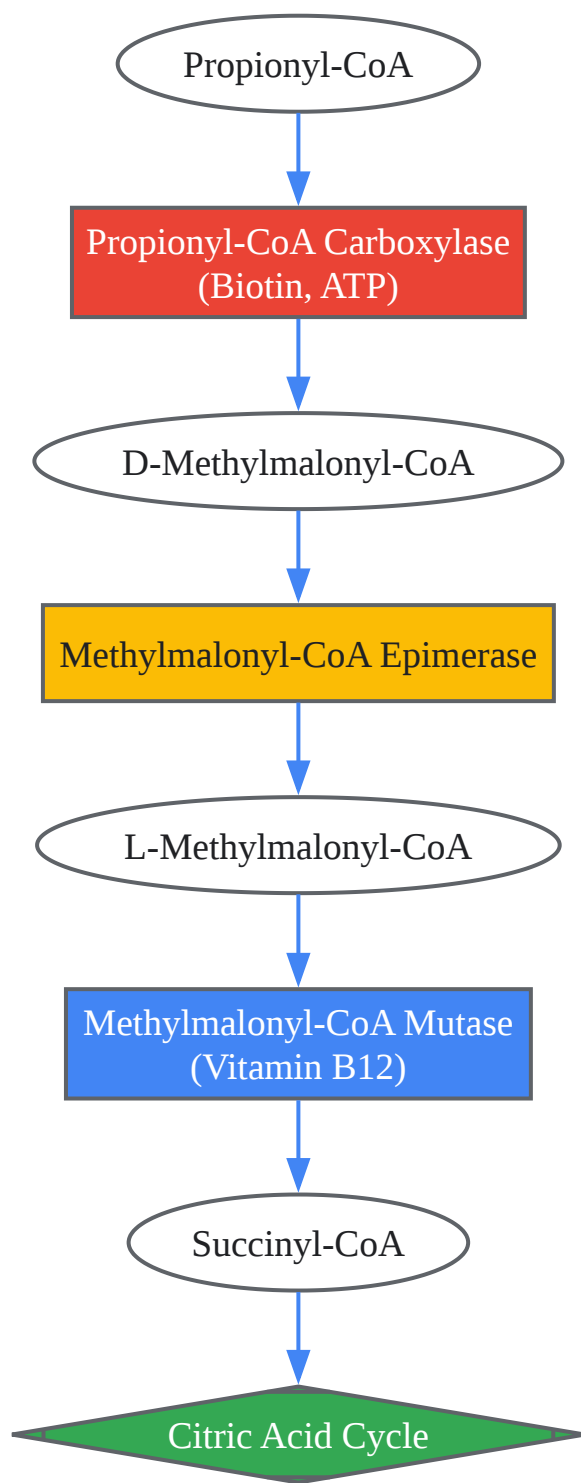 Propionyl-CoA
Propionyl-CoA Carboxylase
(Biotin, ATP)
D-Methylmalonyl-CoA
Methylmalonyl-CoA Epimerase
L-Methylmalonyl-CoA
Methylmalonyl-CoA Mutase
(Vitamin B12)
Succinyl-CoA
Citric Acid Cycle